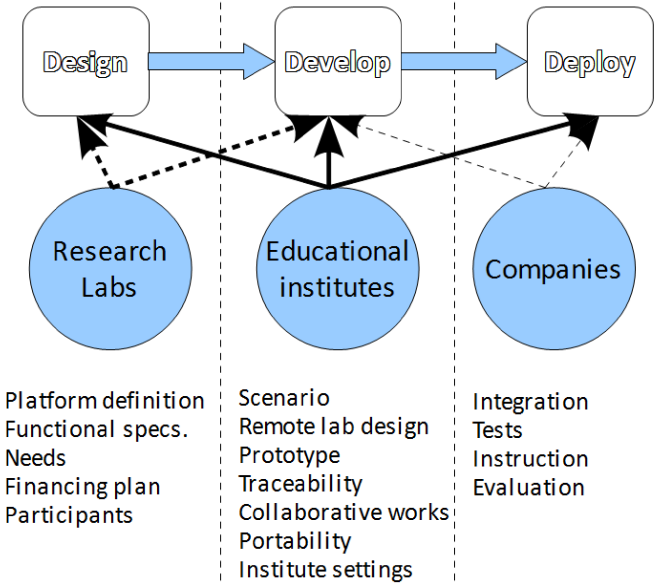 Design
Develop
Deploy
Research
Labs
Educational
institutes
Companies
Platform definition
Functional specs.
Needs
Financing plan
Participants
Scenario
Remote lab design
Prototype
Traceability
Collaborative works
Portability
Institute settings
Integration
Tests
Instruction
Evaluation